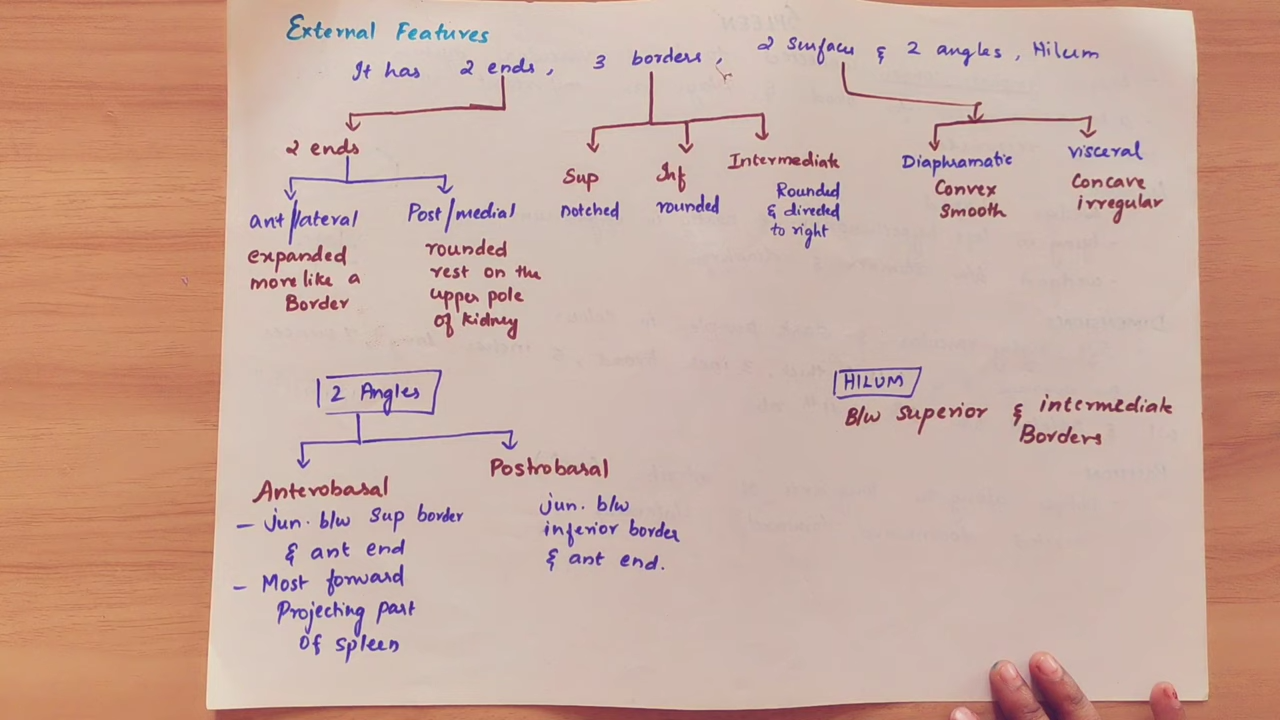 External Features
It has 2 ends, 3 borders, 2 surfaces & 2 angles, Hilum
2 ends
ant/lateral
expanded
more like a
Border
Post/medial
rounded
rest on the
upper pole
of kidney
Sup
notched
Inf
rounded
Intermediate
Rounded
& directed
to right
Diaphramatic
Convex
Smooth
visceral
Concave
irregular
2 Angles
Anterobasal
- Jun. b/w Sup border
& ant end
- Most forward
Projecting part
of spleen
Postrobasal
jun. b/w
inferior border
& ant end.
HILUM
B/w Superior & intermediate
Borders